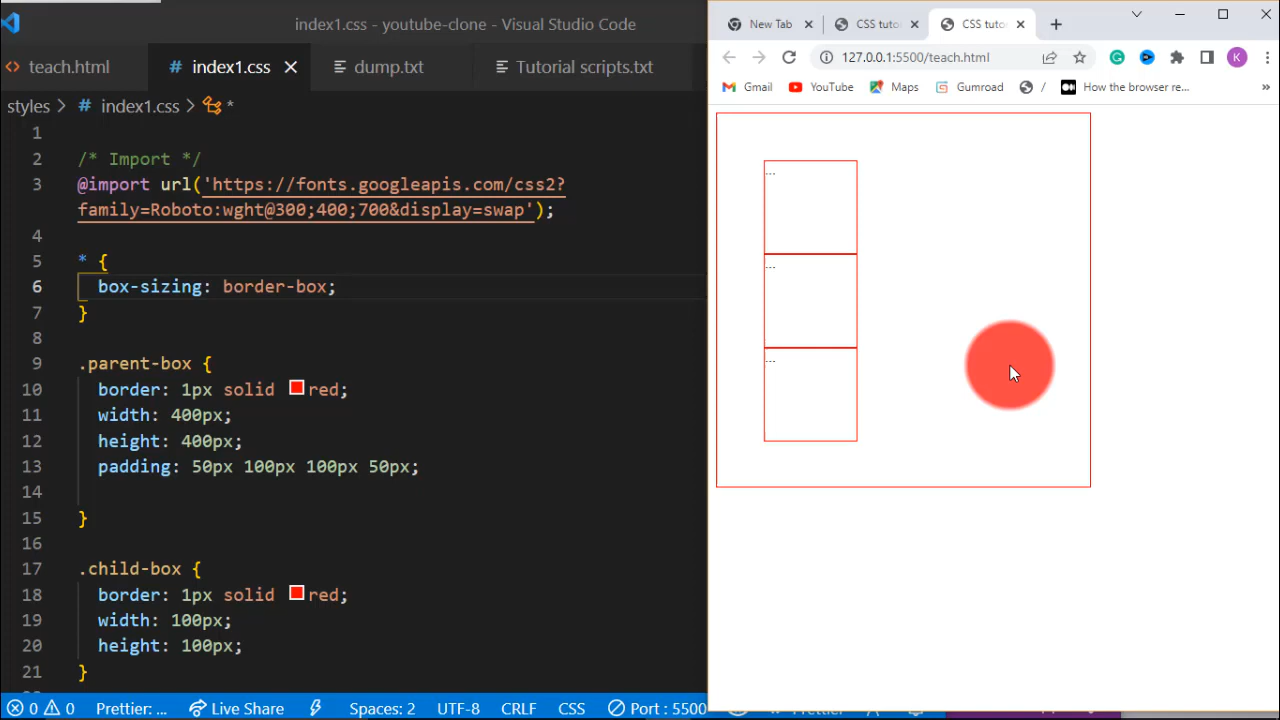 index1.css - youtube-clone - Visual Studio Code
teach.html
index1.css
dump.txt
Tutorial scripts.txt
styles > index1.css > *
1
2 /* Import */
3 @import url('https://fonts.googleapis.com/css2?
family=Roboto:wght@300;400;700&display=swap');
4
5 * {
6 box-sizing: border-box;
7 }
8
9 .parent-box {
10 border: 1px solid red;
11 width: 400px;
12 height: 400px;
13 padding: 50px 100px 100px 50px;
14
15 }
16
17 .child-box {
18 border: 1px solid red;
19 width: 100px;
20 height: 100px;
21 }
0 0 Prettier: ... Live Share Spaces: 2 UTF-8 CRLF CSS Port : 5500
New Tab
CSS tuto
CSS tuto
127.0.0.1:5500/teach.html
K
Gmail YouTube Maps Gumroad / How the browser re... »
...
...
...